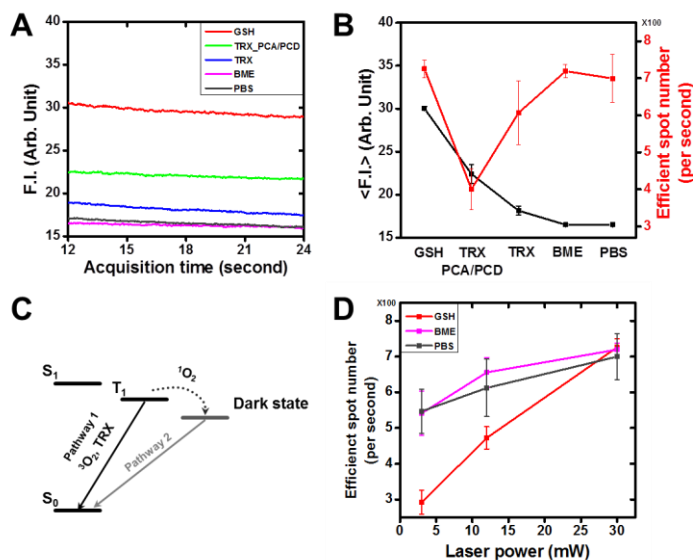 A
40
35
30
25
20
15
12
15
18
21
24
F.I. (Arb. Unit)
Acquisition time (second)
GSH
TRX_PCA/PCD
TRX
BME
PBS
B
40
35
30
25
20
15
<F.I.> (Arb. Unit)
GSH
TRX
PCA/PCD
TRX
BME
PBS
X100
8
7
6
5
4
3
Efficient spot number
(per second)
C
S1
T1
1O2
Dark state
Pathway 1
3O2, TRX
Pathway 2
S0
D
X100
8
7
6
5
4
3
Efficienct spot number
(per second)
GSH
BME
PBS
0
5
10
15
20
25
30
Laser power (mW)